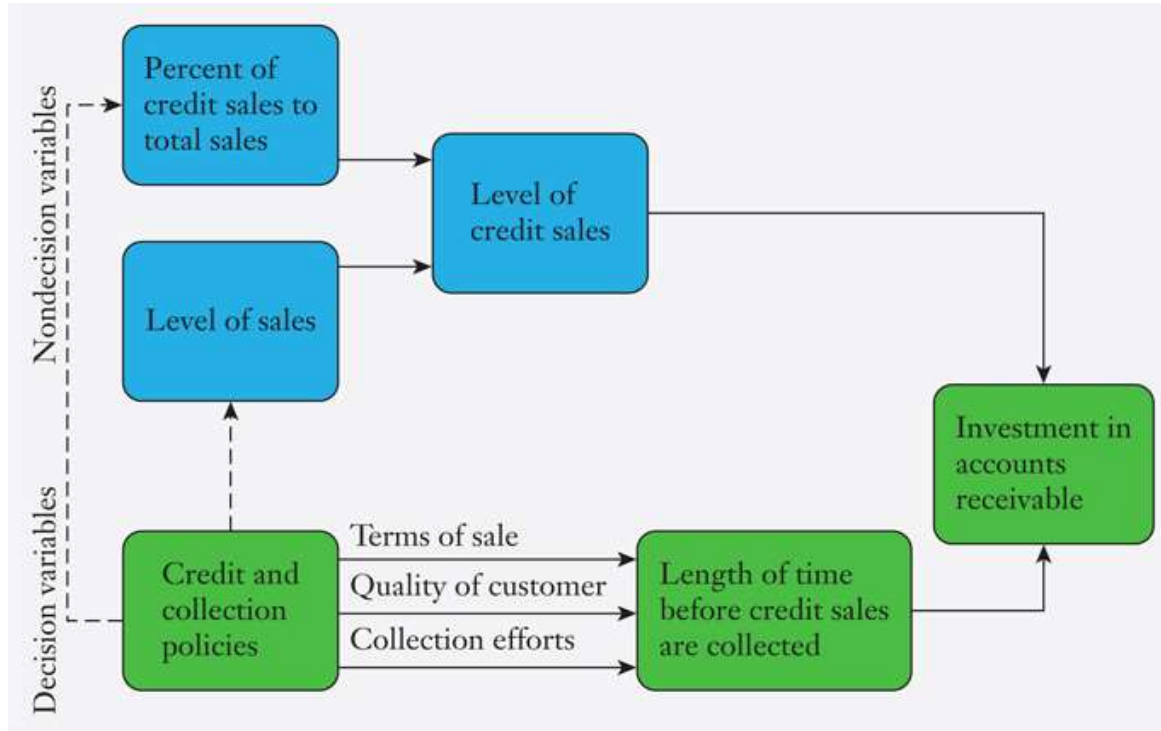 Nondecision variables
Decision variables
Percent of
credit sales to
total sales
Level of
credit sales
Level of sales
Investment in
accounts
receivable
Credit and
collection
policies
Terms of sale
Quality of customer
Collection efforts
Length of time
before credit sales
are collected